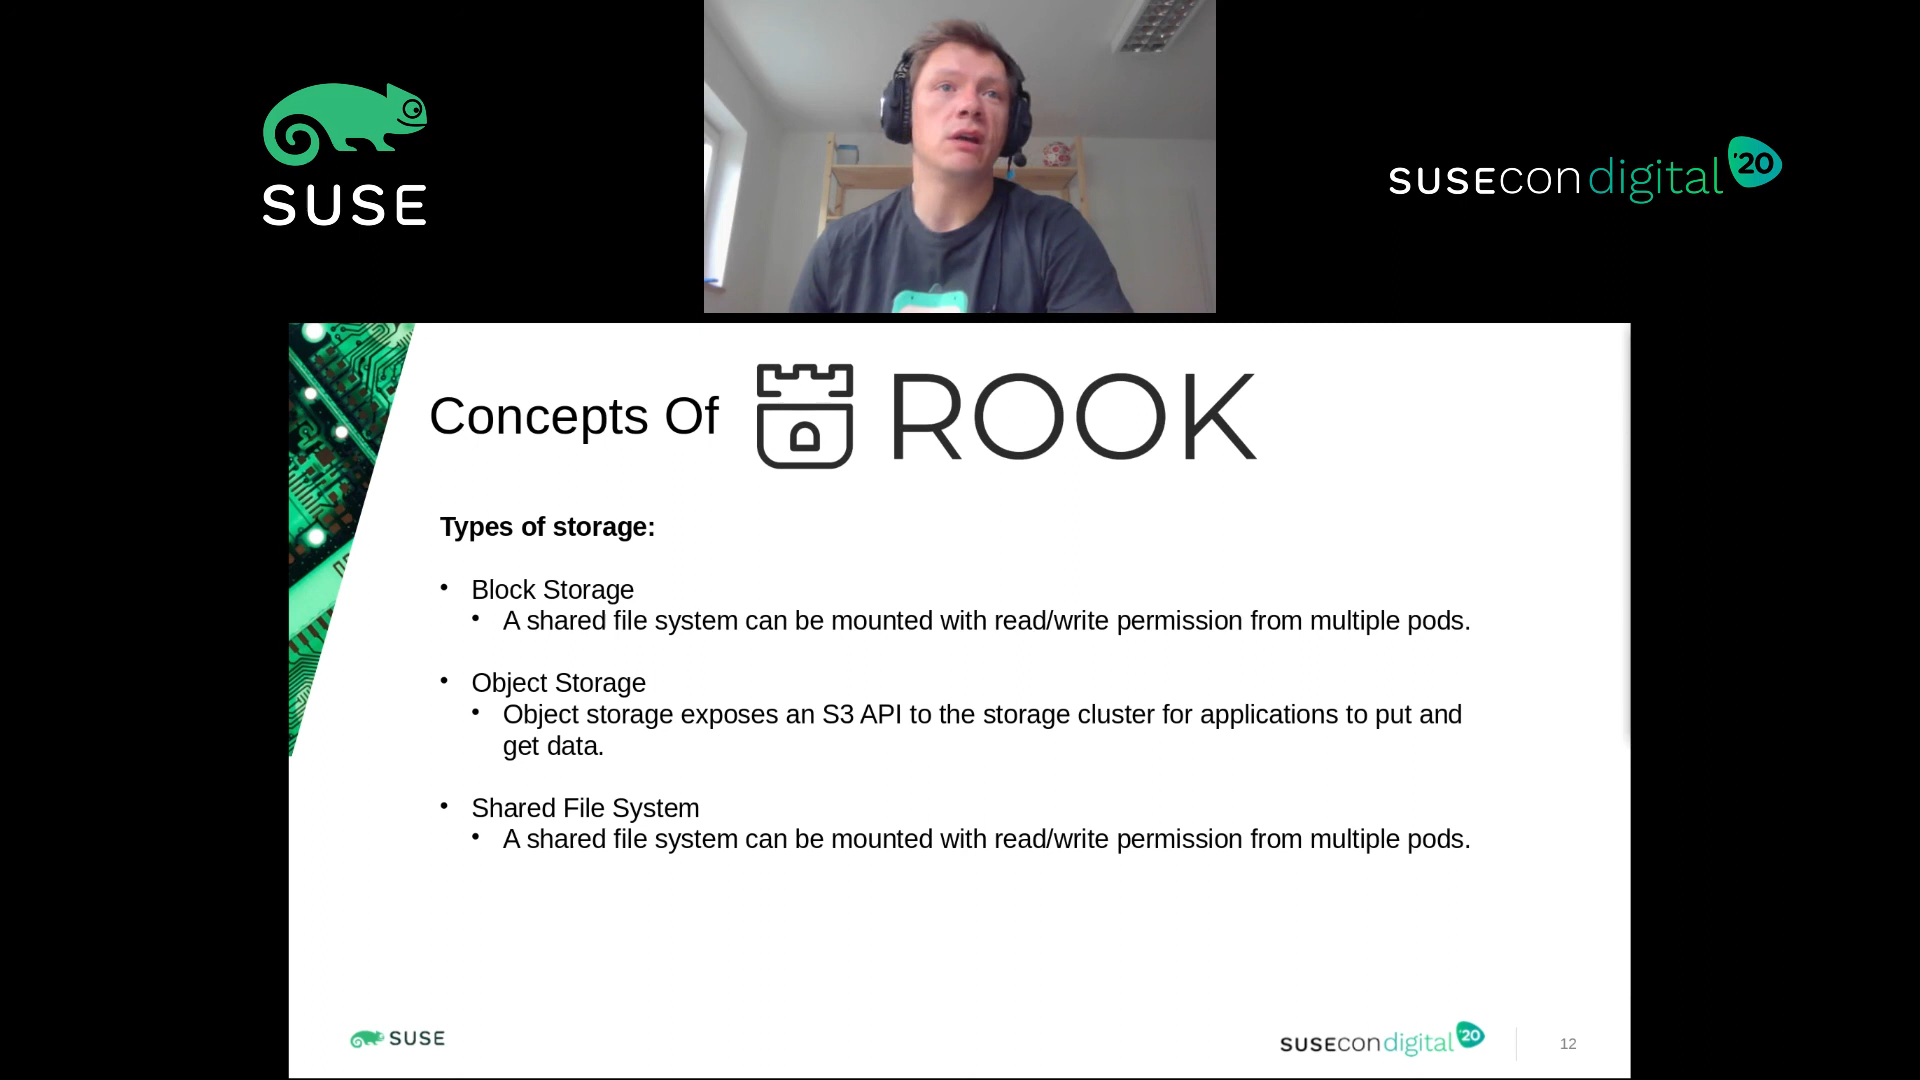 SUSE
SUSEcon digital '20
Concepts Of ROOK
Types of storage:
• Block Storage
• A shared file system can be mounted with read/write permission from multiple pods.
• Object Storage
• Object storage exposes an S3 API to the storage cluster for applications to put and
get data.
• Shared File System
• A shared file system can be mounted with read/write permission from multiple pods.
SUSE
SUSEcon digital '20
12